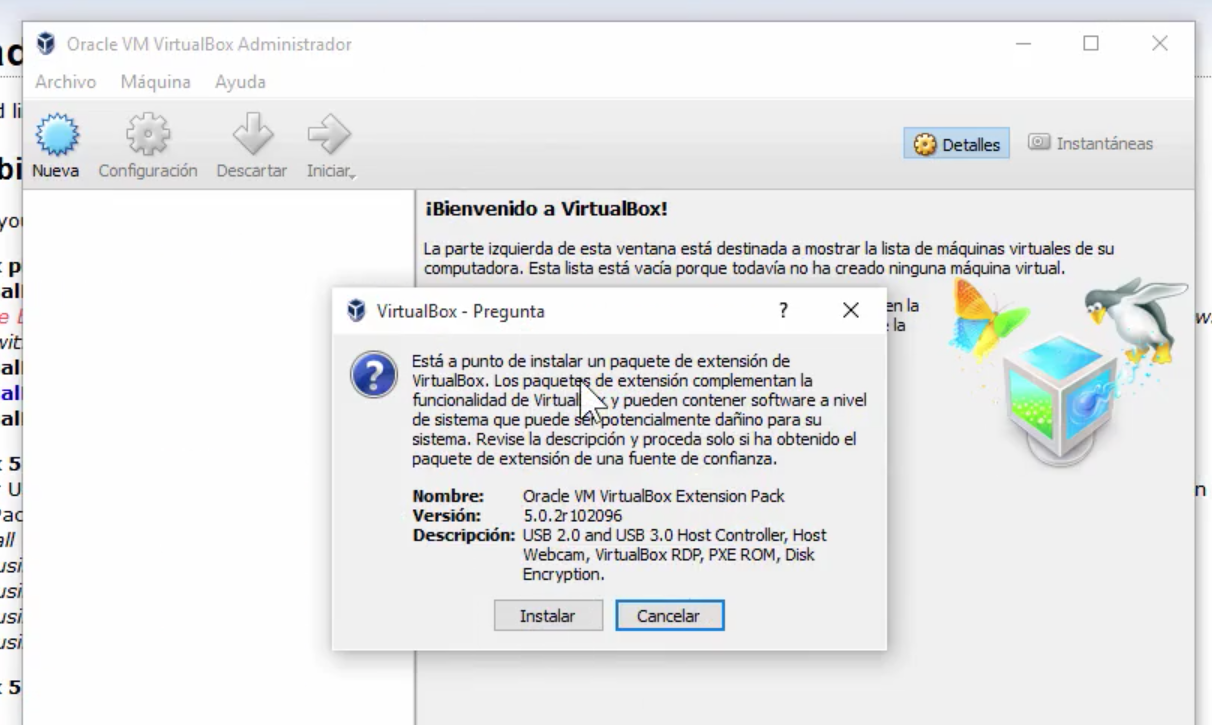 Oracle VM VirtualBox Administrador
Archivo Máquina Ayuda
Nueva Configuración Descartar Iniciar
Detalles Instantáneas
¡Bienvenido a VirtualBox!
La parte izquierda de esta ventana está destinada a mostrar la lista de máquinas virtuales de su
computadora. Esta lista está vacía porque todavía no ha creado ninguna máquina virtual.
en la
la
VirtualBox - Pregunta
Está a punto de instalar un paquete de extensión de
VirtualBox. Los paquetes de extensión complementan la
funcionalidad de VirtualBox y pueden contener software a nivel
de sistema que puede ser potencialmente dañino para su
sistema. Revise la descripción y proceda solo si ha obtenido el
paquete de extensión de una fuente de confianza.
Nombre: Oracle VM VirtualBox Extension Pack
Versión: 5.0.2r102096
Descripción: USB 2.0 and USB 3.0 Host Controller, Host
Webcam, VirtualBox RDP, PXE ROM, Disk
Encryption.
Instalar Cancelar